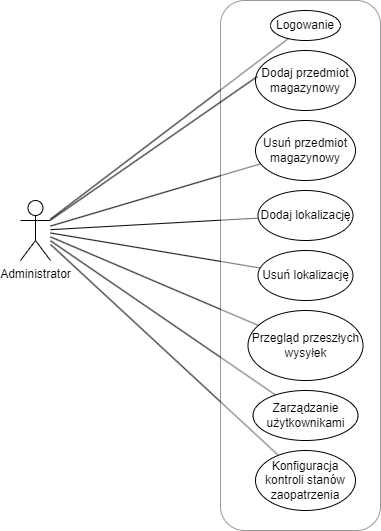 Logowanie
Dodaj przedmiot
magazynowy
Usuń przedmiot
magazynowy
Dodaj lokalizację
Administrator
Usuń lokalizację
Przegląd przeszłych
wysyłek
Zarządzanie
użytkownikami
Konfiguracja
kontroli stanów
zaopatrzenia